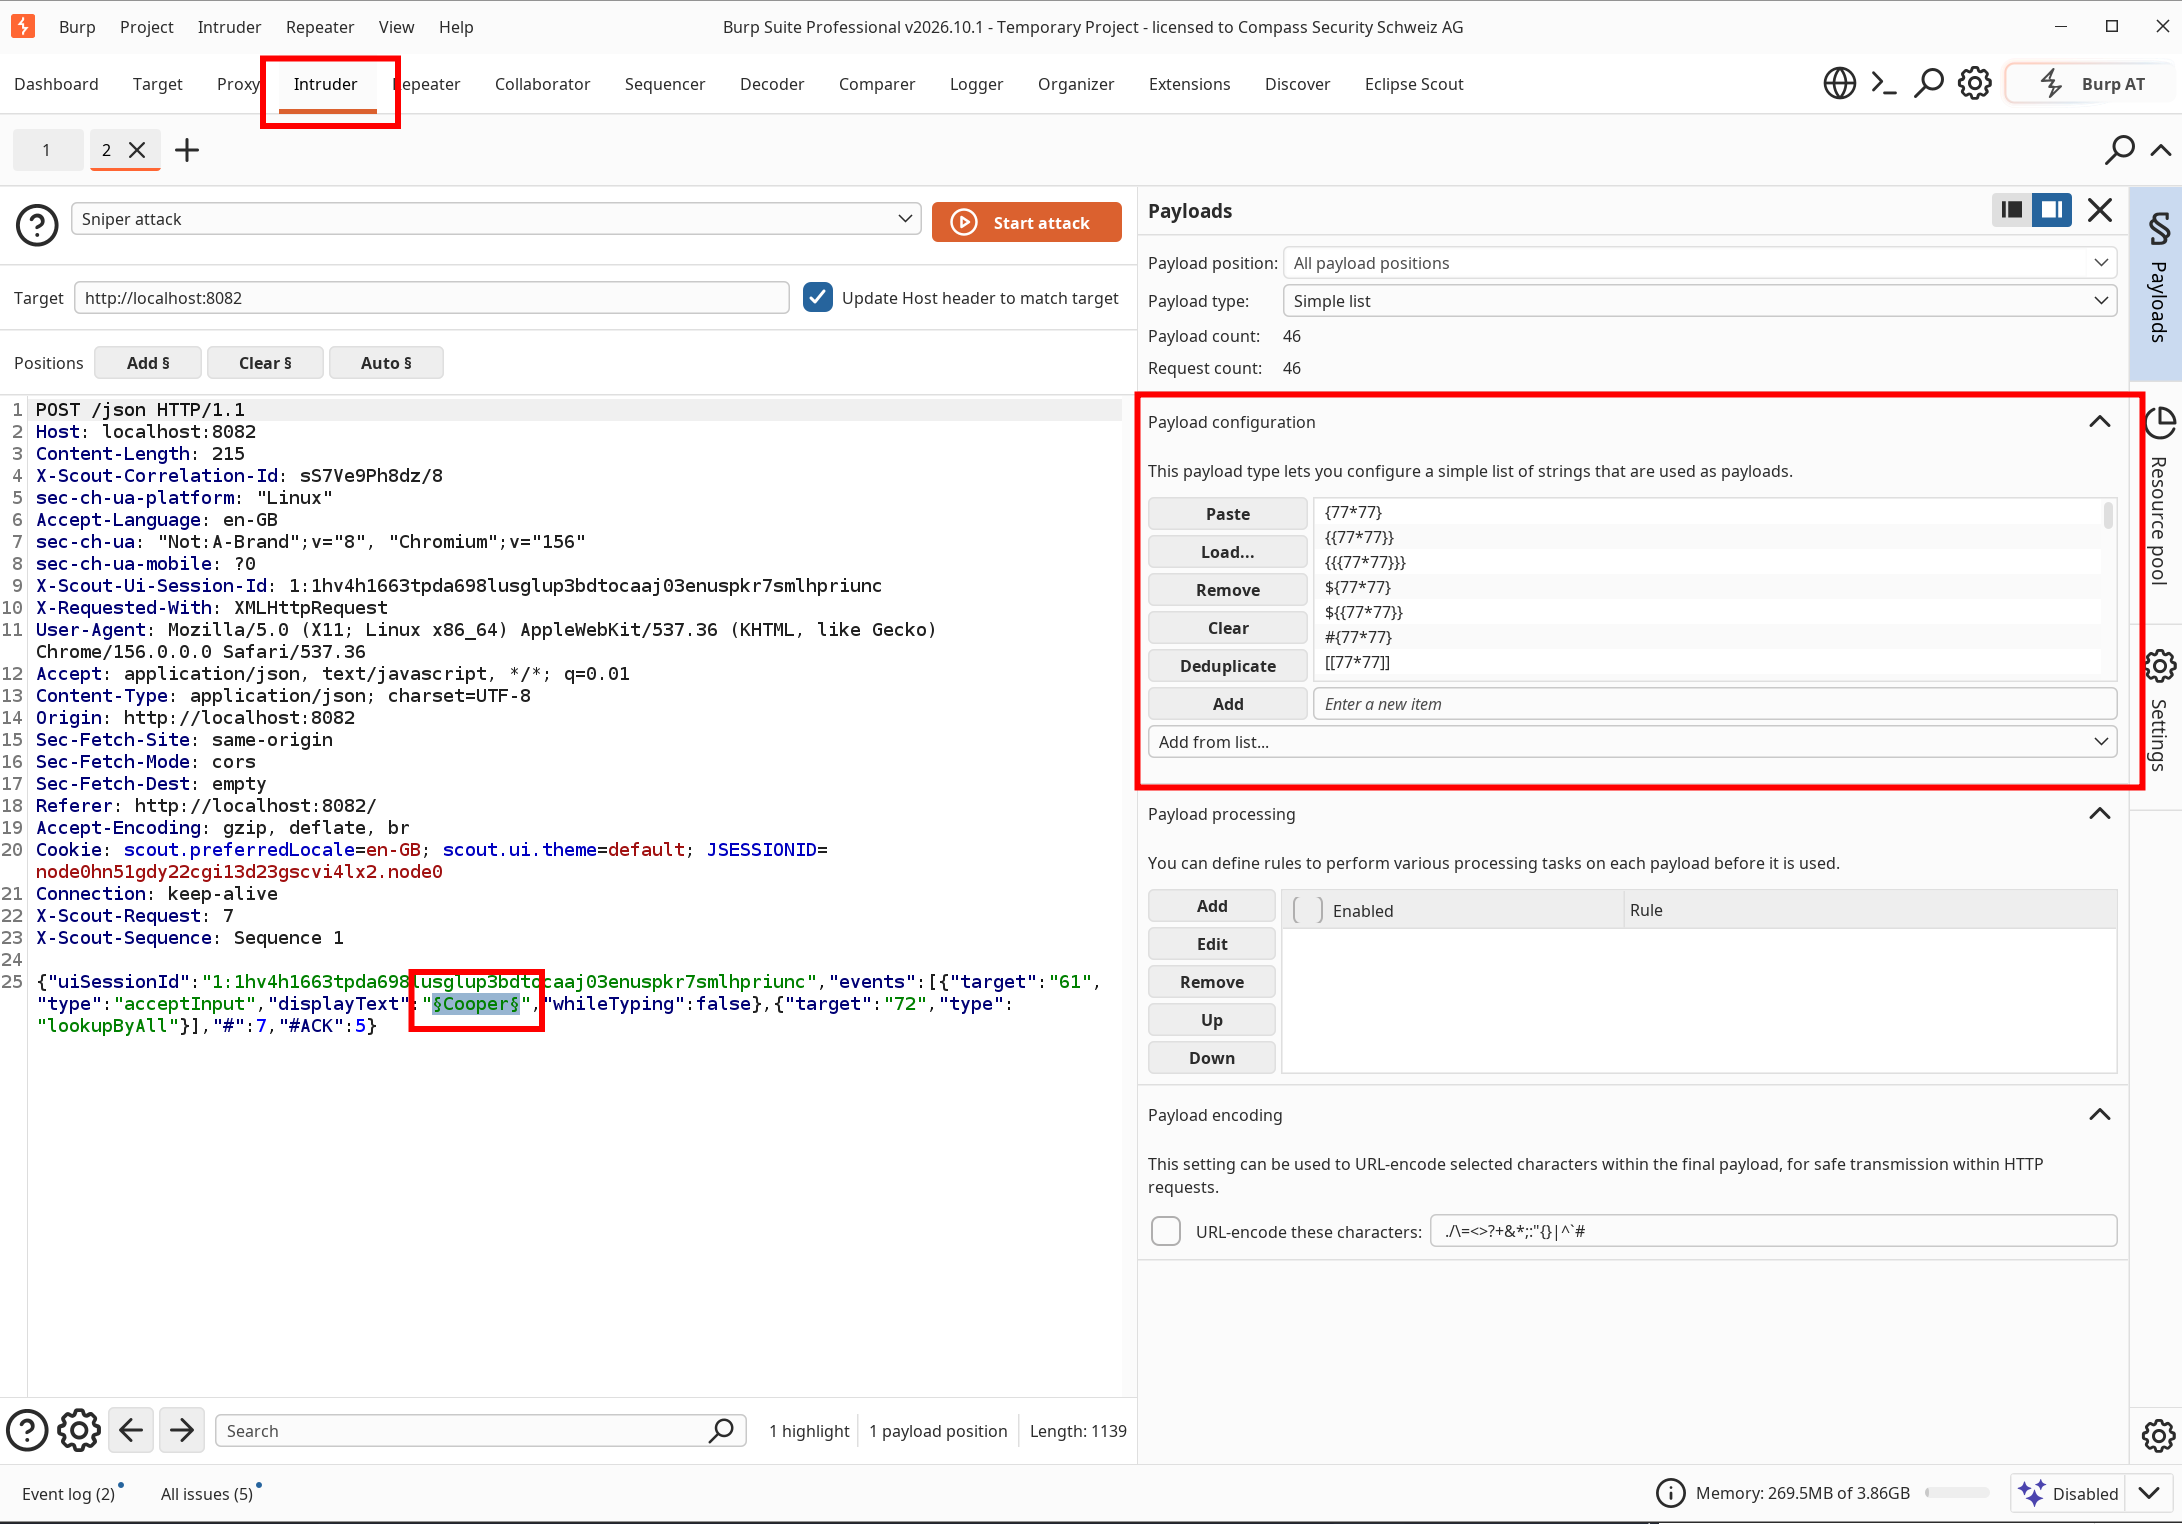 Burp Project Intruder Repeater View Help
Burp Suite Professional v2026.10.1 - Temporary Project - licensed to Compass Security Schweiz AG
Dashboard Target Proxy Intruder epeater Collaborator Sequencer Decoder Comparer Logger Organizer Extensions Discover Eclipse Scout Burp AT
1 2
Sniper attack Start attack
Target http://localhost:8082 Update Host header to match target
Positions Add § Clear § Auto §
1 POST /json HTTP/1.1
2 Host: localhost:8082
3 Content-Length: 215
4 X-Scout-Correlation-Id: sS7Ve9Ph8dz/8
5 sec-ch-ua-platform: "Linux"
6 Accept-Language: en-GB
7 sec-ch-ua: "Not:A-Brand";v="8", "Chromium";v="156"
8 sec-ch-ua-mobile: ?0
9 X-Scout-Ui-Session-Id: 1:1hv4h1663tpda698lusglup3bdtocaaj03enuspkr7smlhpriunc
10 X-Requested-With: XMLHttpRequest
11 User-Agent: Mozilla/5.0 (X11; Linux x86_64) AppleWebKit/537.36 (KHTML, like Gecko)
Chrome/156.0.0.0 Safari/537.36
12 Accept: application/json, text/javascript, */*; q=0.01
13 Content-Type: application/json; charset=UTF-8
14 Origin: http://localhost:8082
15 Sec-Fetch-Site: same-origin
16 Sec-Fetch-Mode: cors
17 Sec-Fetch-Dest: empty
18 Referer: http://localhost:8082/
19 Accept-Encoding: gzip, deflate, br
20 Cookie: scout.preferredLocale=en-GB; scout.ui.theme=default; JSESSIONID=
node0hn51gdy22cgi13d23gscvi4lx2.node0
21 Connection: keep-alive
22 X-Scout-Request: 7
23 X-Scout-Sequence: Sequence 1
24
25 {"uiSessionId":"1:1hv4h1663tpda698lusglup3bdtocaaj03enuspkr7smlhpriunc","events":[{"target":"61",
"type":"acceptInput","displayText":"§Cooper§","whileTyping":false},{"target":"72","type":
"lookupByAll"}],"#":7,"#ACK":5}
Search 1 highlight 1 payload position Length: 1139
Payloads
Payload position: All payload positions
Payload type: Simple list
Payload count: 46
Request count: 46
Payload configuration
This payload type lets you configure a simple list of strings that are used as payloads.
Paste
Load...
Remove
Clear
Deduplicate
{77*77}
{{77*77}}
{{{77*77}}}
${77*77}
${{77*77}}
#{77*77}
[[77*77]]
Add Enter a new item
Add from list...
Payload processing
You can define rules to perform various processing tasks on each payload before it is used.
Add
Edit
Remove
Up
Down
Enabled Rule
Payload encoding
This setting can be used to URL-encode selected characters within the final payload, for safe transmission within HTTP
requests.
URL-encode these characters: ./\=<>?+&*;:"{}|^`#
§ Payloads
Resource pool
Settings
Event log (2) All issues (5) Memory: 269.5MB of 3.86GB Disabled